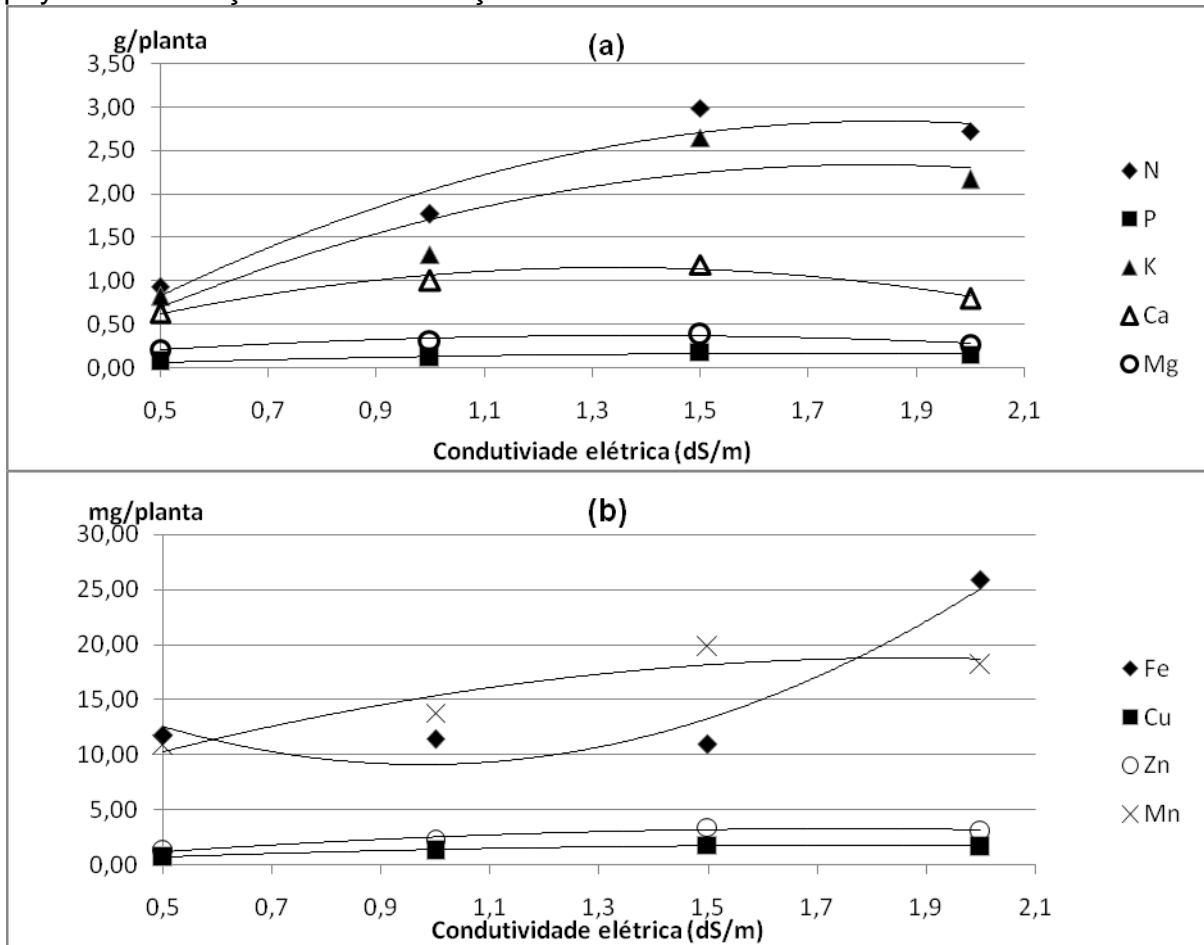 g/planta
(a)
3,50
3,00
2,50
2,00
1,50
1,00
0,50
0,00
0,5 0,7 0,9 1,1 1,3 1,5 1,7 1,9 2,1
Condutiviade elétrica (dS/m)
N
P
K
Ca
Mg
mg/planta
(b)
30,00
25,00
20,00
15,00
10,00
5,00
0,00
0,5 0,7 0,9 1,1 1,3 1,5 1,7 1,9 2,1
Condutividade elétrica (dS/m)
Fe
Cu
Zn
Mn